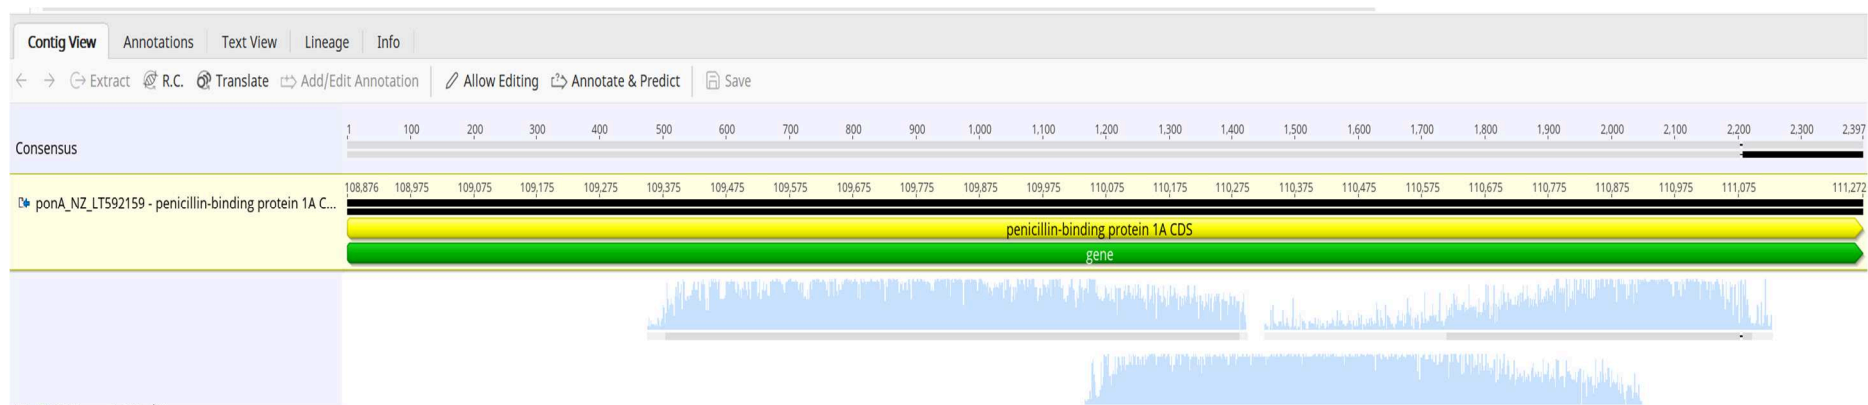 Contig View Annotations Text View Lineage Info
Extract R.C. Translate Add/Edit Annotation Allow Editing Annotate & Predict Save
1 100 200 300 400 500 600 700 800 900 1,000 1,100 1,200 1,300 1,400 1,500 1,600 1,700 1,800 1,900 2,000 2,100 2,200 2,300 2,397
Consensus
108,876 108,975 109,075 109,175 109,275 109,375 109,475 109,575 109,675 109,775 109,875 109,975 110,075 110,175 110,275 110,375 110,475 110,575 110,675 110,775 110,875 110,975 111,075 111,272
ponA_NZ_LT592159 - penicillin-binding protein 1A C...
penicillin-binding protein 1A CDS
gene